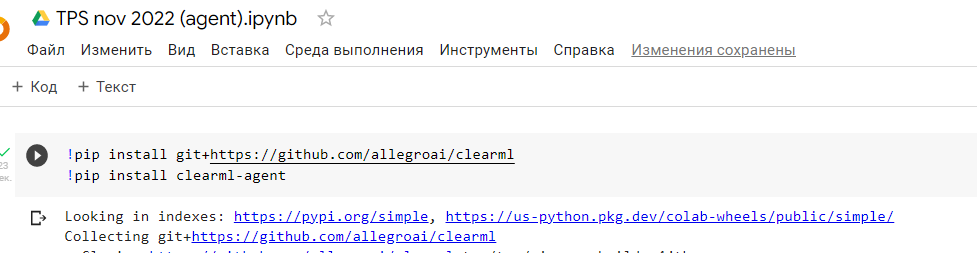 TPS nov 2022 (agent).ipynb
Файл Изменить Вид Вставка Среда выполнения Инструменты Справка Изменения сохранены
+ Код + Текст
!pip install git+https://github.com/allegroai/clearml
23
ек.
!pip install clearml-agent
Looking in indexes: https://pypi.org/simple, https://us-python.pkg.dev/colab-wheels/public/simple/
Collecting git+https://github.com/allegroai/clearml